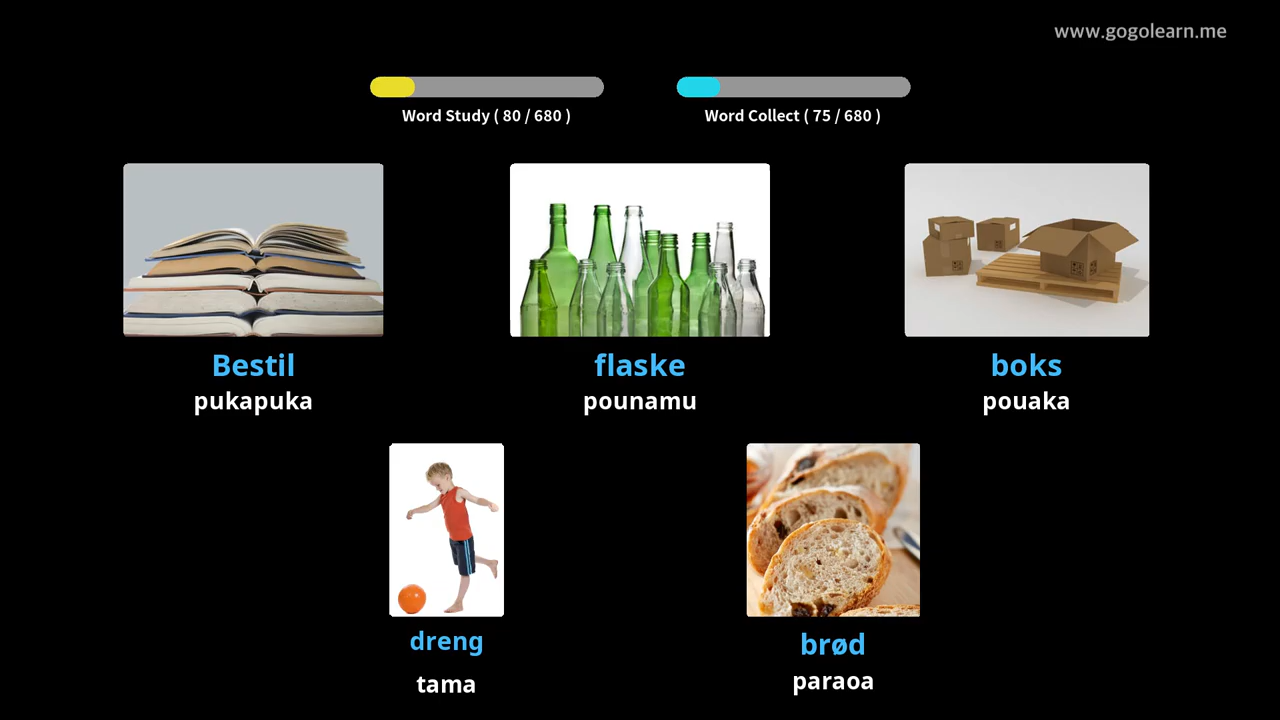 www.gogolearn.me
Word Study ( 80 / 680 )
Word Collect ( 75 / 680 )
Bestil
pukapuka
flaske
pounamu
boks
pouaka
dreng
tama
brød
paraoa